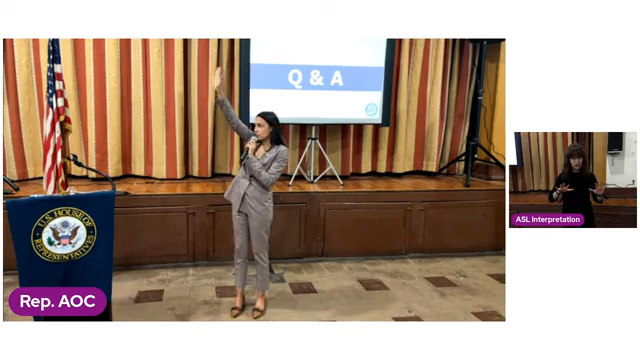 Q & A
U.S. HOUSE OF
REPRESENTATIVES
Rep. AOC
ASL Interpretation